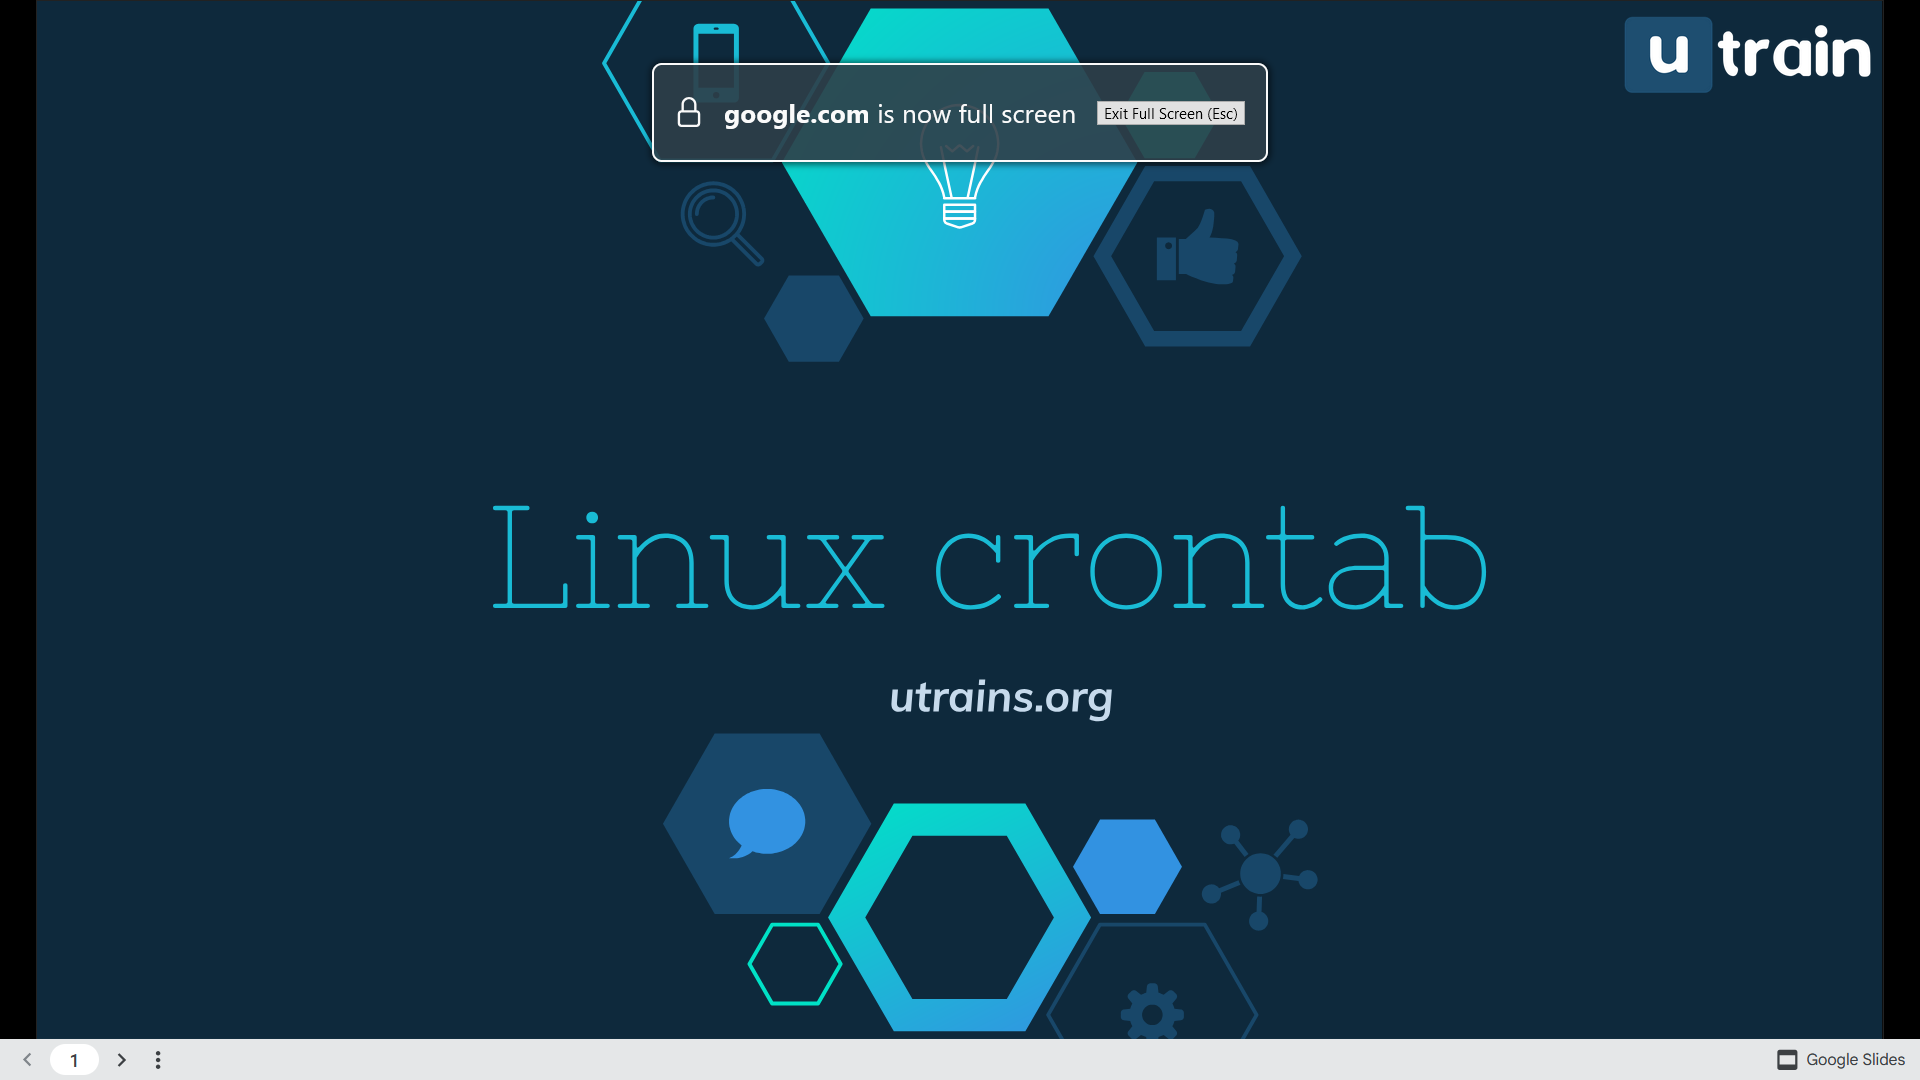 u train
google.com is now full screen Exit Full Screen (Esc)
Linux crontab
utrains.org
1
Google Slides